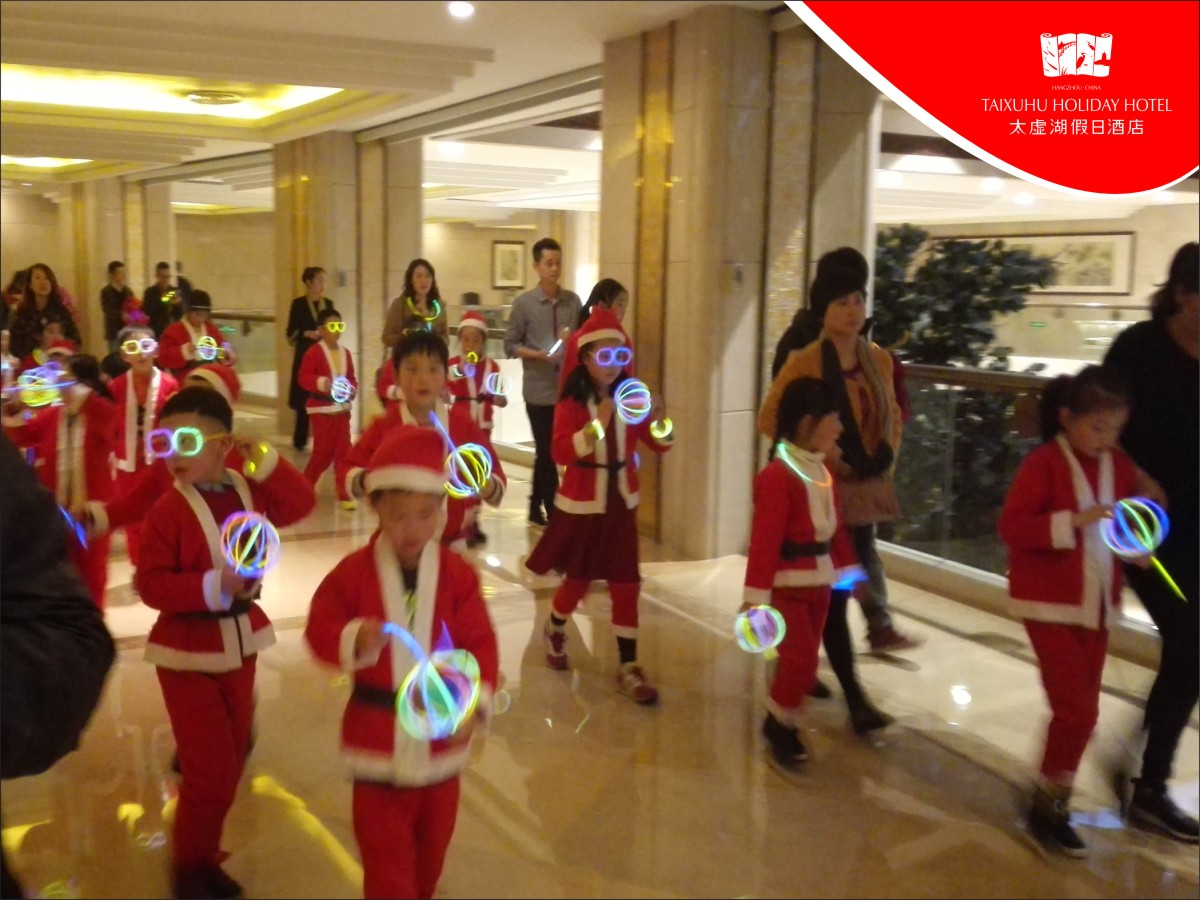 HANGZHOU·CHINA
TAIXUHU HOLIDAY HOTEL
太虚湖假日酒店